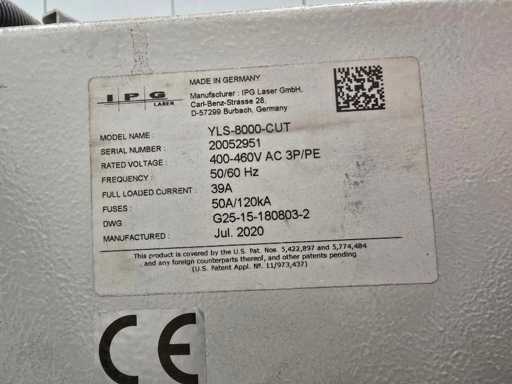 IPG
LASER
MADE IN GERMANY
Manufacturer : IPG Laser GmbH,
Carl-Benz-Strasse 28,
D-57299 Burbach, Germany
MODEL NAME : YLS-8000-CUT
SERIAL NUMBER : 20052951
RATED VOLTAGE : 400-460V AC 3P/PE
FREQUENCY : 50/60 Hz
FULL LOADED CURRENT : 39A
FUSES : 50A/120kA
DWG : G25-15-180803-2
MANUFACTURED : Jul. 2020
This product is covered by the U.S. Pat. Nos. 5,422,897 and 5,774,484
and any foreign counterparts thereof, and other patents pending
(U.S. Patent Appl. Nº. 11/973,437)
CE